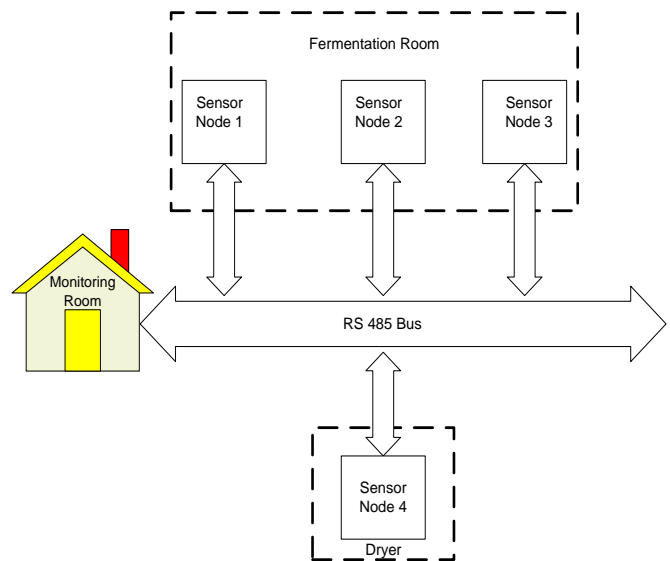 Fermentation Room
Sensor
Node 1
Sensor
Node 2
Sensor
Node 3
Monitoring
Room
RS 485 Bus
Sensor
Node 4
Dryer